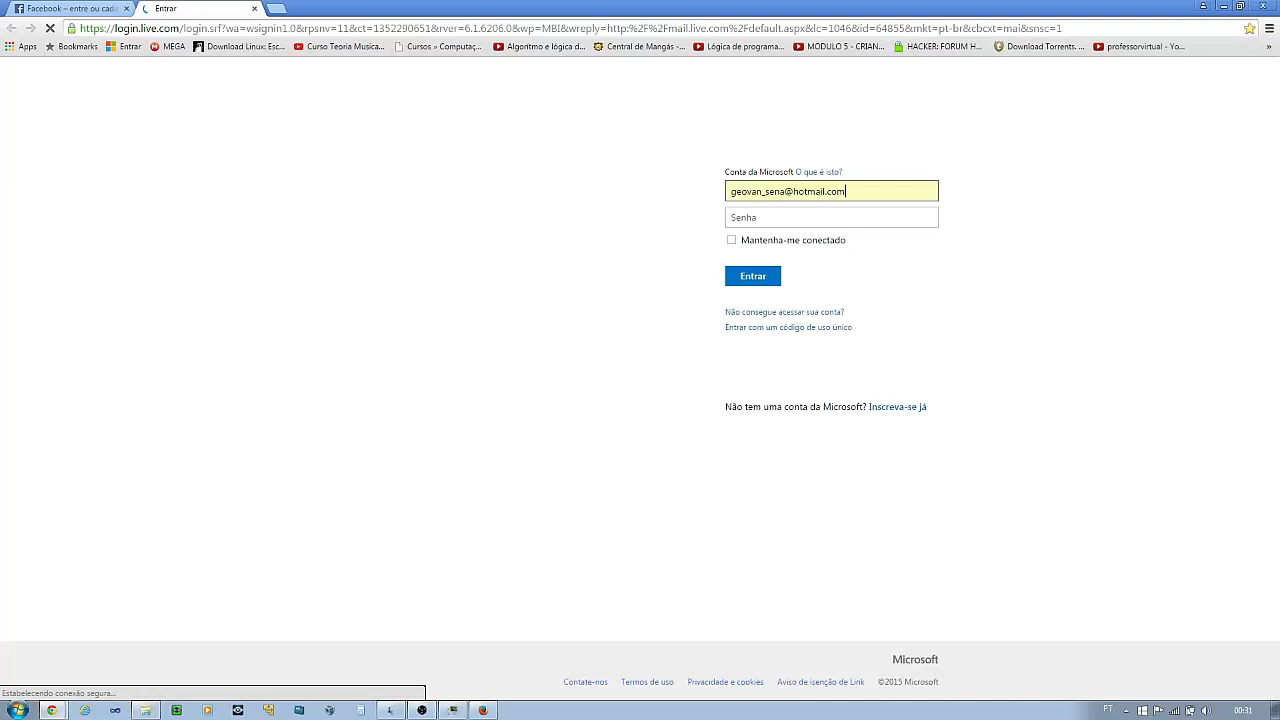 Facebook – entre ou cada
Entrar
https://login.live.com/login.srf?wa=wsignin1.0&rpsnv=11&ct=1352290651&rver=6.1.6206.0&wp=MBI&wreply=http:%2F%2Fmail.live.com%2Fdefault.aspx&lc=1046&id=64855&mkt=pt-br&cbcxt=mai&snsc=1
Apps Bookmarks Entrar MEGA Download Linux: Esc... Curso Teoria Musica... Cursos » Computaç... Algoritmo e lógica d... Central de Mangás -... Lógica de programa... MODULO 5 - CRIAN... HACKER: FORUM H... Download Torrents. ... professorvirtual - Yo... »
Conta da Microsoft O que é isto?
geovan_sena@hotmail.com
Senha
Mantenha-me conectado
Entrar
Não consegue acessar sua conta?
Entrar com um código de uso único
Não tem uma conta da Microsoft? Inscreva-se já
Microsoft
Contate-nos Termos de uso Privacidade e cookies Aviso de isenção de Link ©2015 Microsoft
Estabelecendo conexão segura...
PT 00:31